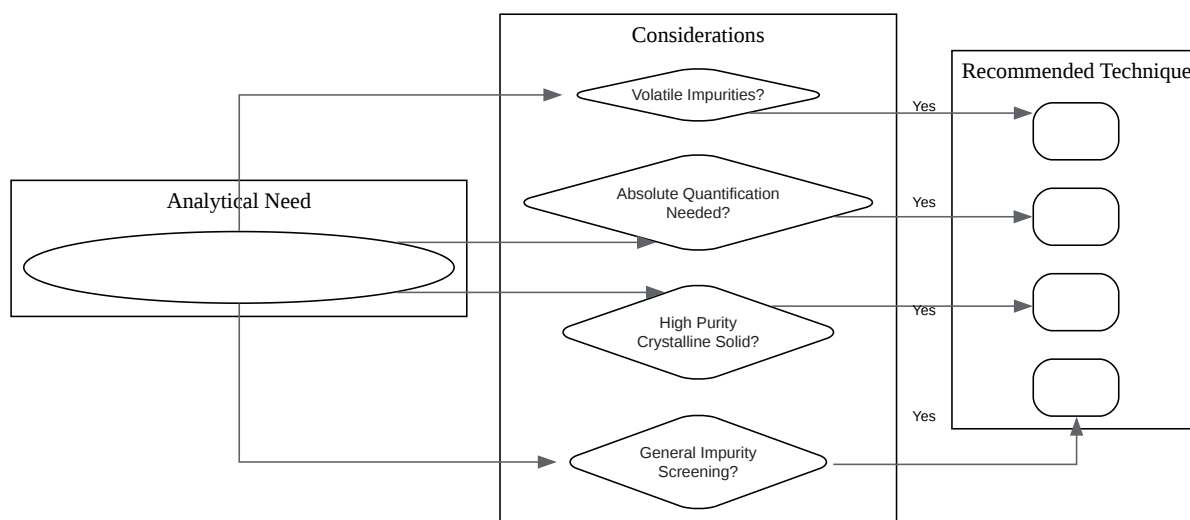 Considerations
Recommended Technique
Volatile Impurities?
Yes
Analytical Need
Absolute Quantification
Needed?
Yes
High Purity
Crystalline Solid?
Yes
General Impurity
Screening?
Yes